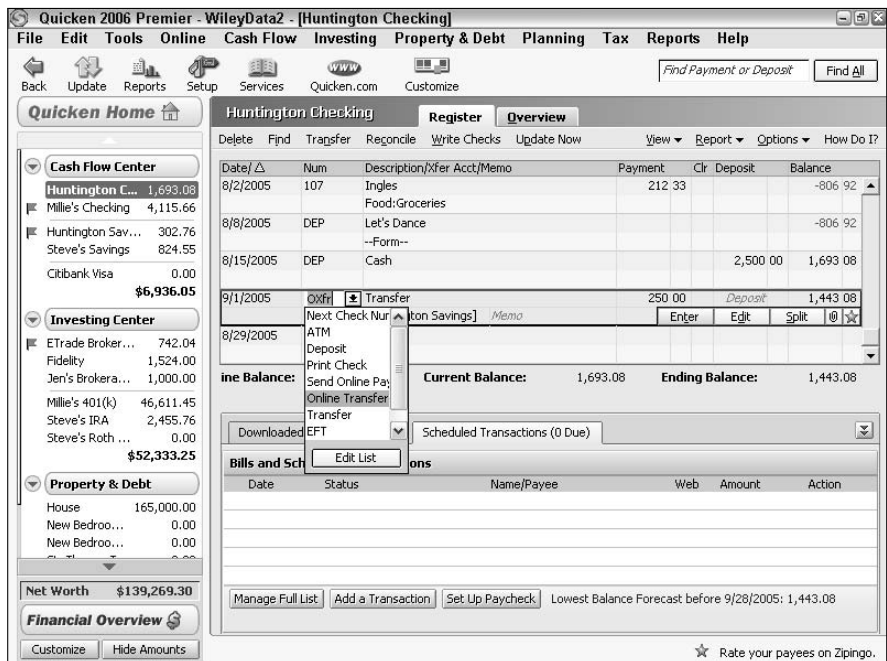 Quicken 2006 Premier - WileyData2 - [Huntington Checking]
File Edit Tools Online Cash Flow Investing Property & Debt Planning Tax Reports Help
Back Update Reports Setup Services Quicken.com Customize
www
Find Payment or Deposit Find All
Quicken Home
Huntington Checking Register Overview
Delete Find Transfer Reconcile Write Checks Update Now View Report Options How Do I?
Cash Flow Center
Huntington C... 1,693.08
Millie's Checking 4,115.66
Huntington Sav... 302.76
Steve's Savings 824.55
Citibank Visa 0.00
$6,936.05
Investing Center
ETrade Broker... 742.04
Fidelity 1,524.00
Jen's Brokera... 1,000.00
Millie's 401(k) 46,611.45
Steve's IRA 2,455.76
Steve's Roth ... 0.00
$52,333.25
Property & Debt
House 165,000.00
New Bedroo... 0.00
New Bedroo... 0.00
Net Worth $139,269.30
Financial Overview
Customize Hide Amounts
Date/ Num Description/Xfer Acct/Memo Payment Clr Deposit Balance
8/2/2005 107 Ingles 212 33 -806 92
Food:Groceries
8/8/2005 DEP Let's Dance -806 92
--Form--
8/15/2005 DEP Cash 2,500 00 1,693 08
9/1/2005 OXfr Transfer 250 00 Deposit 1,443 08
ton Savings] Memo Enter Edit Split
8/29/2005
Next Check Nur
ATM
Deposit
Print Check
Send Online Pay
Online Transfer
Transfer
EFT
Edit List
ine Balance: Current Balance: 1,693.08 Ending Balance: 1,443.08
Downloaded Scheduled Transactions (0 Due)
Bills and Sch ons
Date Status Name/Payee Web Amount Action
Manage Full List Add a Transaction Set Up Paycheck Lowest Balance Forecast before 9/28/2005: 1,443.08
Rate your payees on Zipingo.